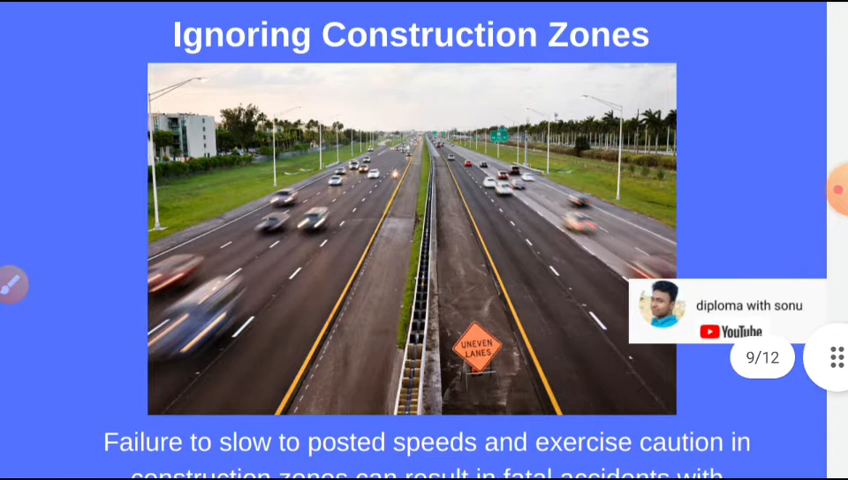 Ignoring Construction Zones
UNEVEN
LANES
diploma with sonu
YouTube
9/12
Failure to slow to posted speeds and exercise caution in
construction zones can result in fatal accidents with